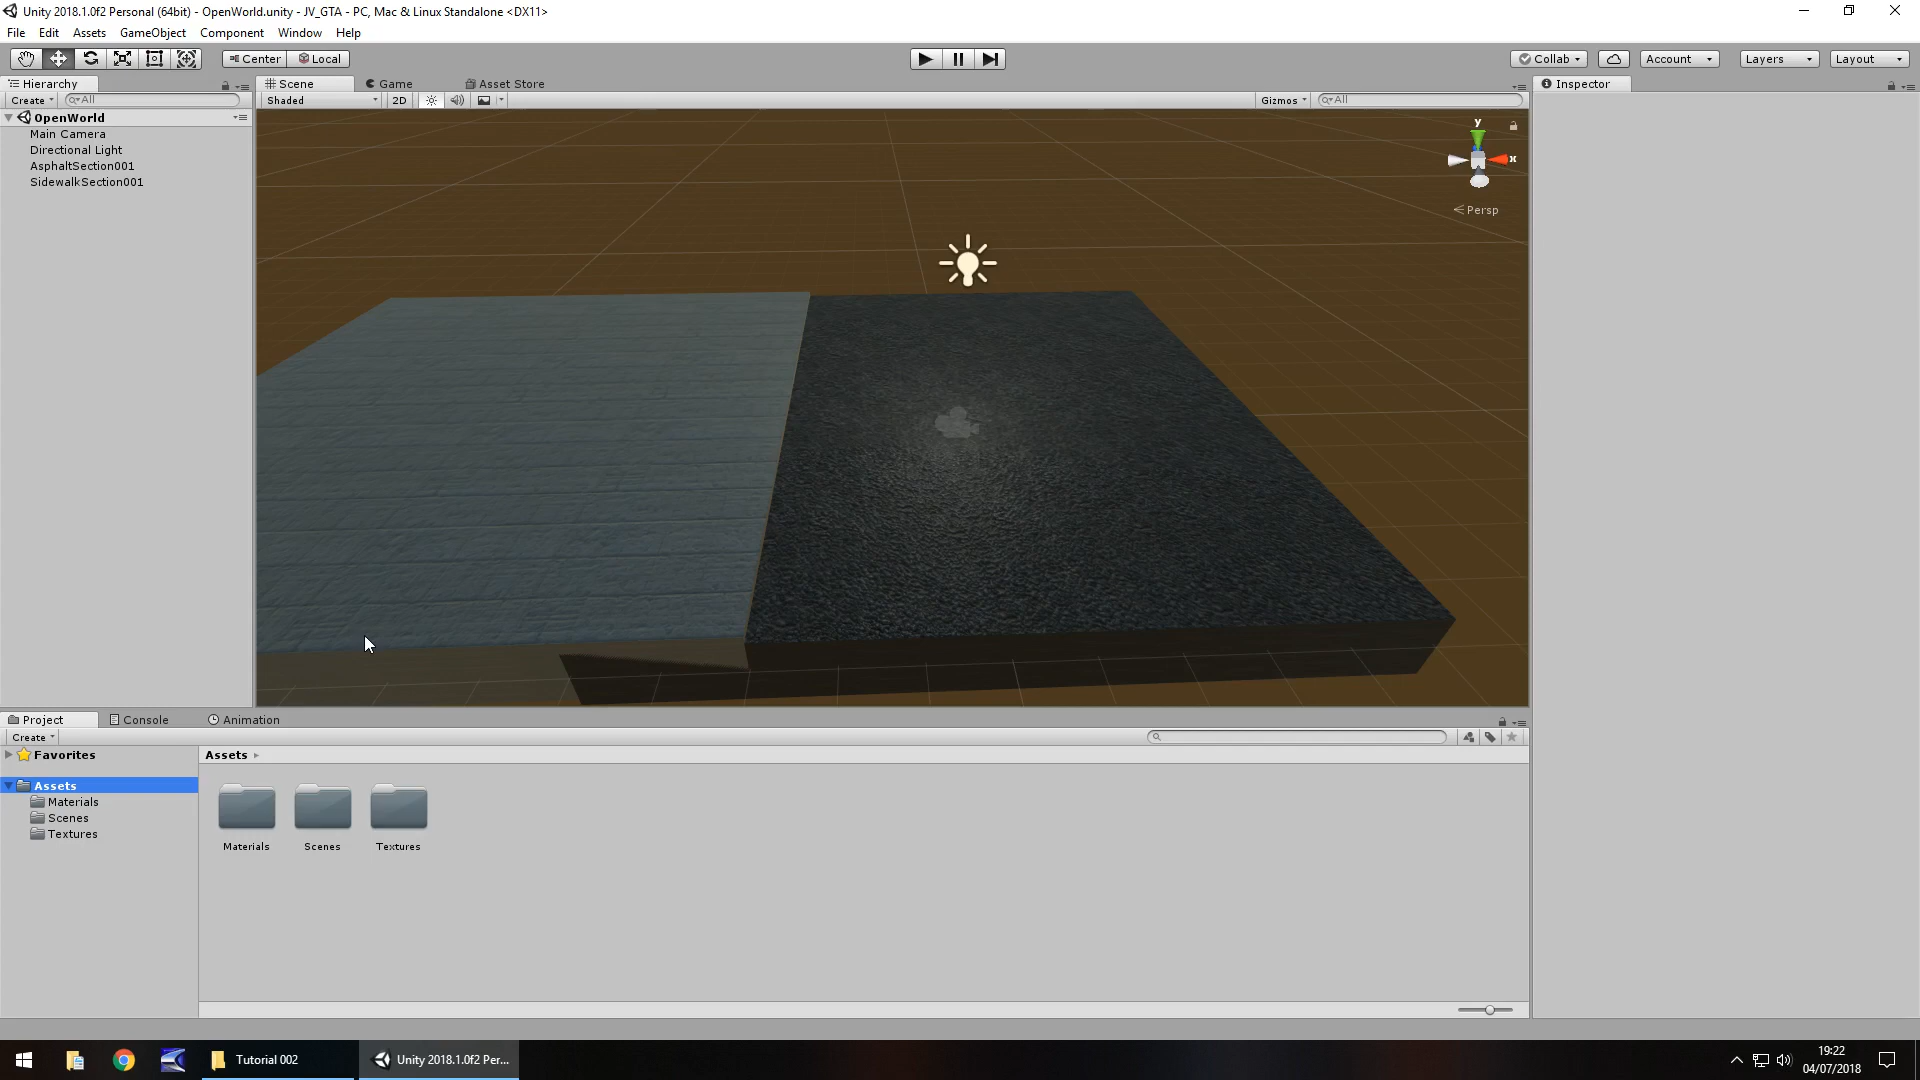 Unity 2018.1.0f2 Personal (64bit) - OpenWorld.unity - JV_GTA - PC, Mac & Linux Standalone <DX11>
File Edit Assets GameObject Component Window Help
Center Local Collab Account Layers Layout
Hierarchy Scene Game Asset Store Inspector
Create All Shaded 2D Gizmos All
OpenWorld
Main Camera
Directional Light
AsphaltSection001
SidewalkSection001
y
x
Persp
Project Console Animation
Create
Favorites
Assets
Assets
Materials
Scenes
Textures
Materials Scenes Textures
Tutorial 002
Unity 2018.1.0f2 Per...
19:22
04/07/2018